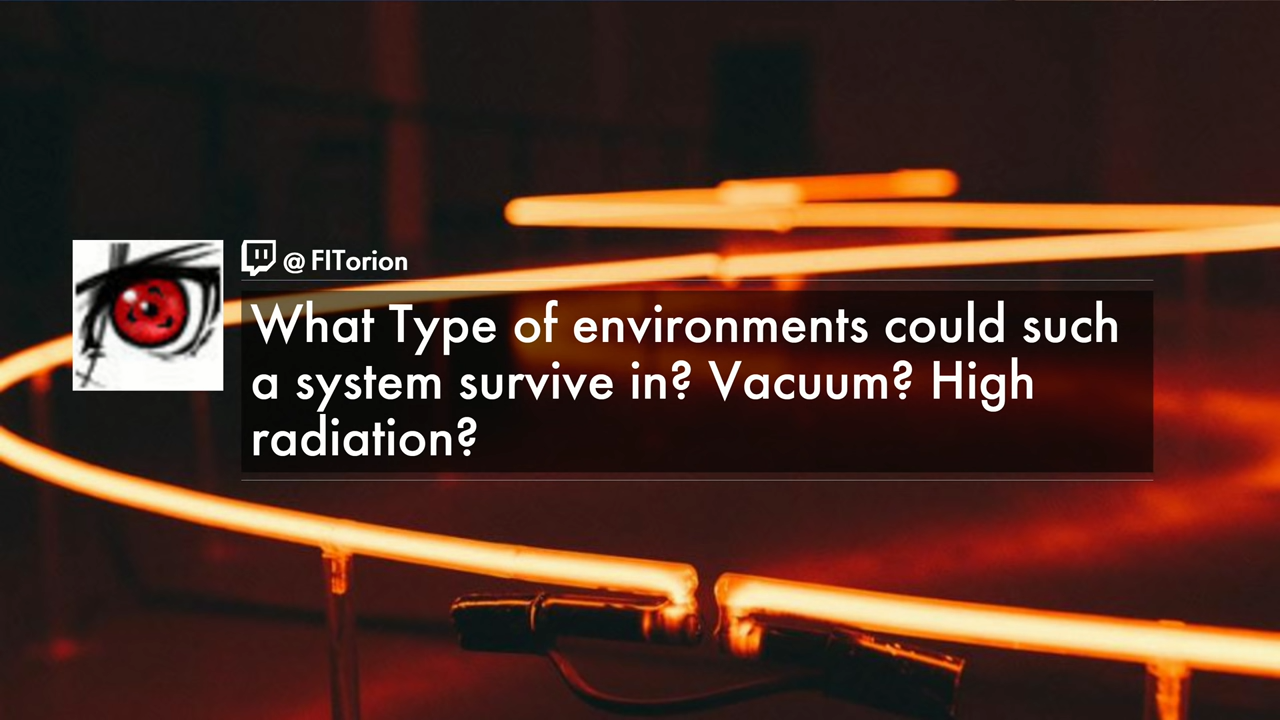 @ FITorion
What Type of environments could such
a system survive in? Vacuum? High
radiation?